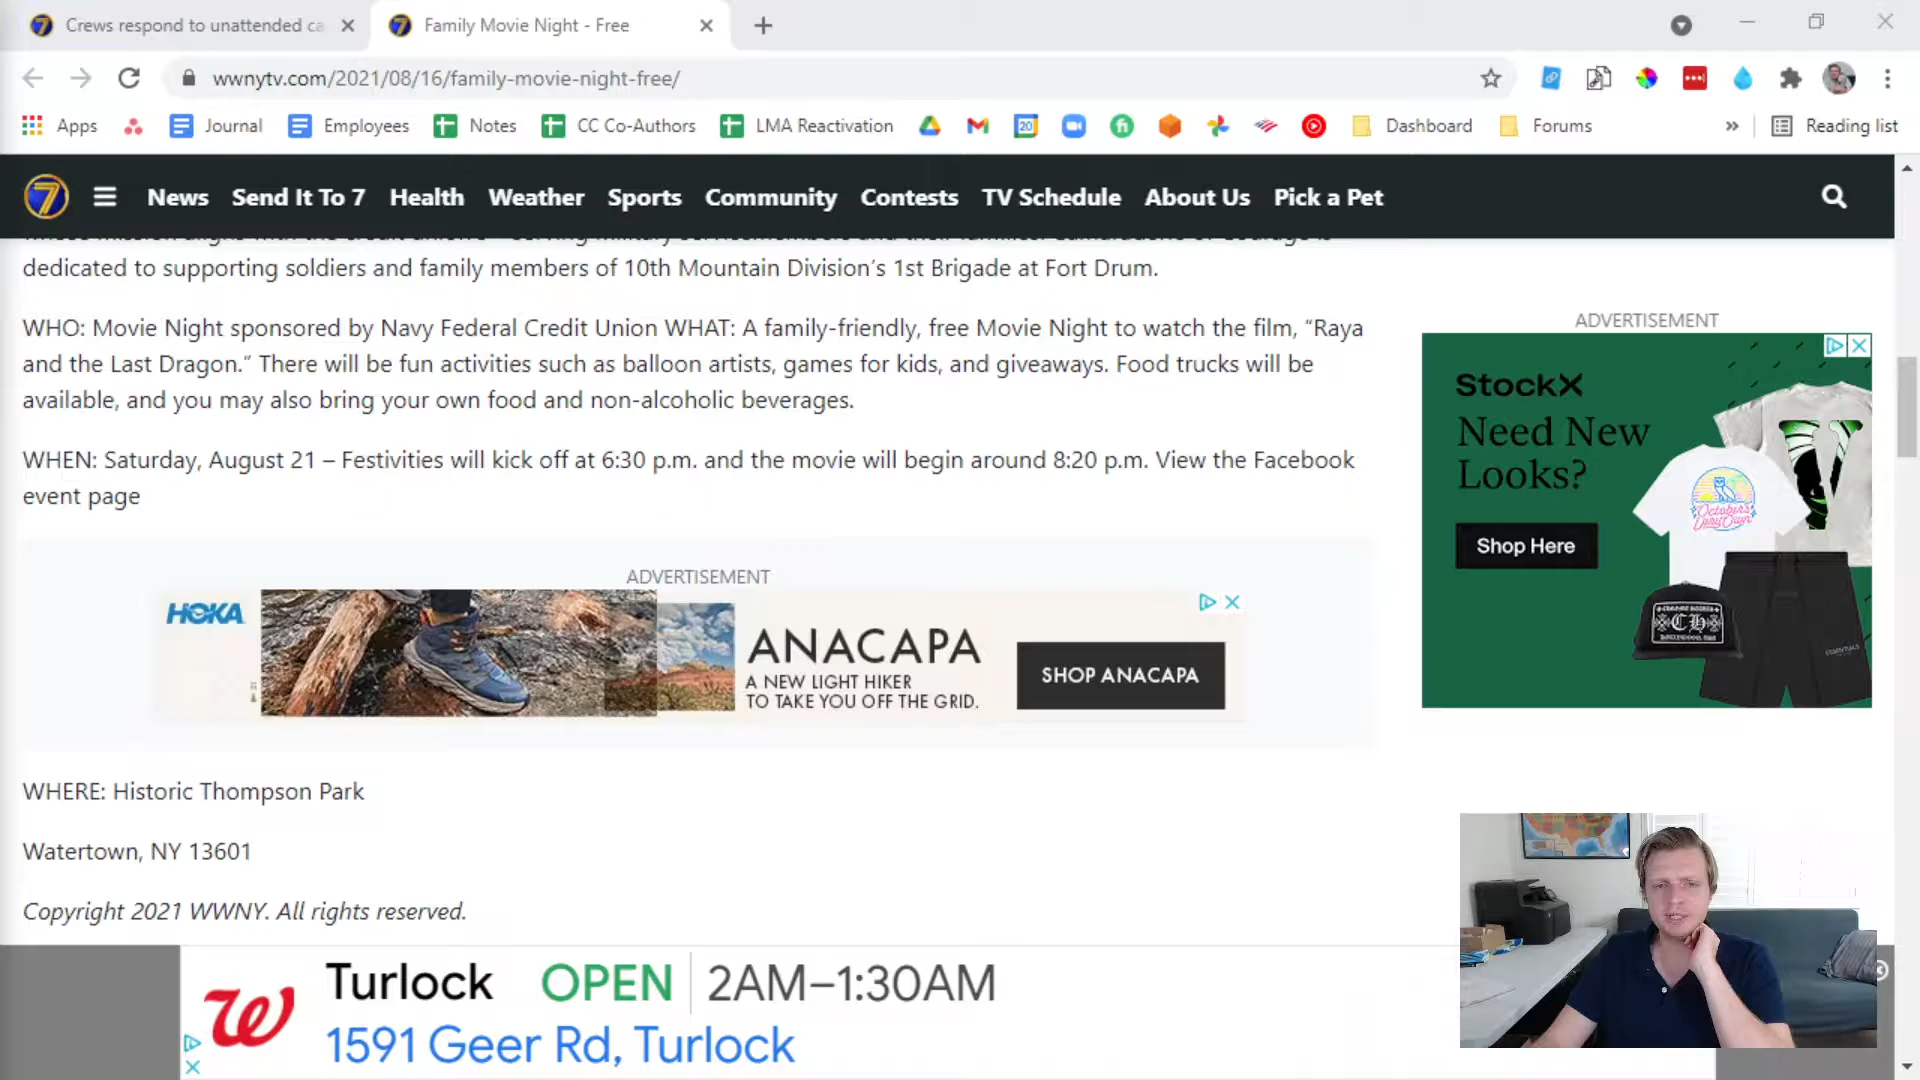 Crews respond to unattended ca
Family Movie Night - Free
wwnytv.com/2021/08/16/family-movie-night-free/
Apps
Journal
Employees
Notes
CC Co-Authors
LMA Reactivation
20
Dashboard
Forums
»
Reading list
7
News
Send It To 7
Health
Weather
Sports
Community
Contests
TV Schedule
About Us
Pick a Pet
dedicated to supporting soldiers and family members of 10th Mountain Division’s 1st Brigade at Fort Drum.
WHO: Movie Night sponsored by Navy Federal Credit Union WHAT: A family-friendly, free Movie Night to watch the film, “Raya
and the Last Dragon.” There will be fun activities such as balloon artists, games for kids, and giveaways. Food trucks will be
available, and you may also bring your own food and non-alcoholic beverages.
WHEN: Saturday, August 21 – Festivities will kick off at 6:30 p.m. and the movie will begin around 8:20 p.m. View the Facebook
event page
ADVERTISEMENT
HOKA
ANACAPA
A NEW LIGHT HIKER
TO TAKE YOU OFF THE GRID.
SHOP ANACAPA
WHERE: Historic Thompson Park
Watertown, NY 13601
Copyright 2021 WWNY. All rights reserved.
ADVERTISEMENT
StockX
Need New
Looks?
Shop Here
October's
Very Own
CH
ESSENTIALS
Turlock OPEN 2AM–1:30AM
1591 Geer Rd, Turlock